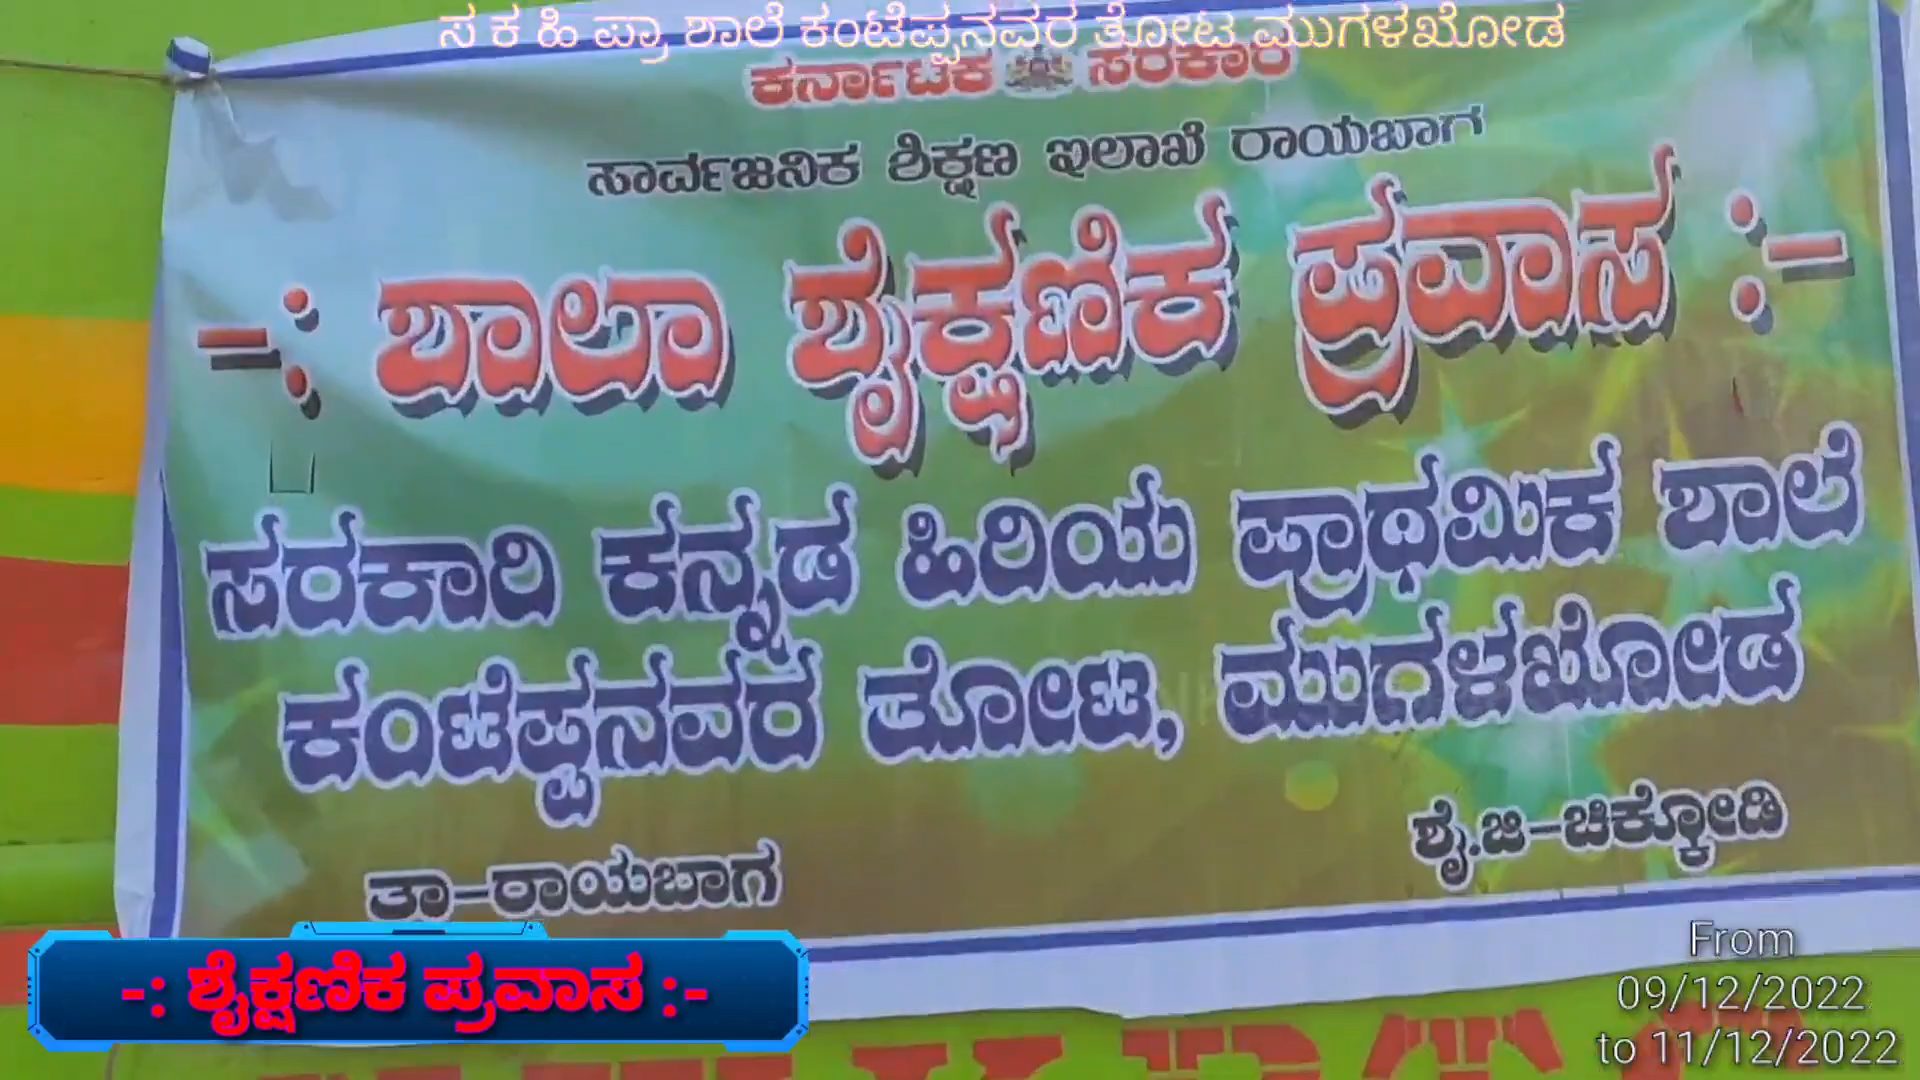 ಸ ಕ ಹಿ ಪ್ರಾ ಶಾಲೆ ಕಂಟೆಪ್ಪನವರ ತೋಟ ಮುಗಳಖೋಡ
ಕರ್ನಾಟಕ ಸರಕಾರ
ಸಾರ್ವಜನಿಕ ಶಿಕ್ಷಣ ಇಲಾಖೆ ರಾಯಬಾಗ
-: ಶಾಲಾ ಶೈಕ್ಷಣಿಕ ಪ್ರವಾಸ :-
ಸರಕಾರಿ ಕನ್ನಡ ಹಿರಿಯ ಪ್ರಾಥಮಿಕ ಶಾಲೆ
ಕಂಟೆಪ್ಪನವರ ತೋಟ, ಮುಗಳಖೋಡ
ತಾ-ರಾಯಬಾಗ
ಶೈ.ಜಿ-ಚಿಕ್ಕೋಡಿ
-: ಶೈಕ್ಷಣಿಕ ಪ್ರವಾಸ :-
From
09/12/2022
to 11/12/2022